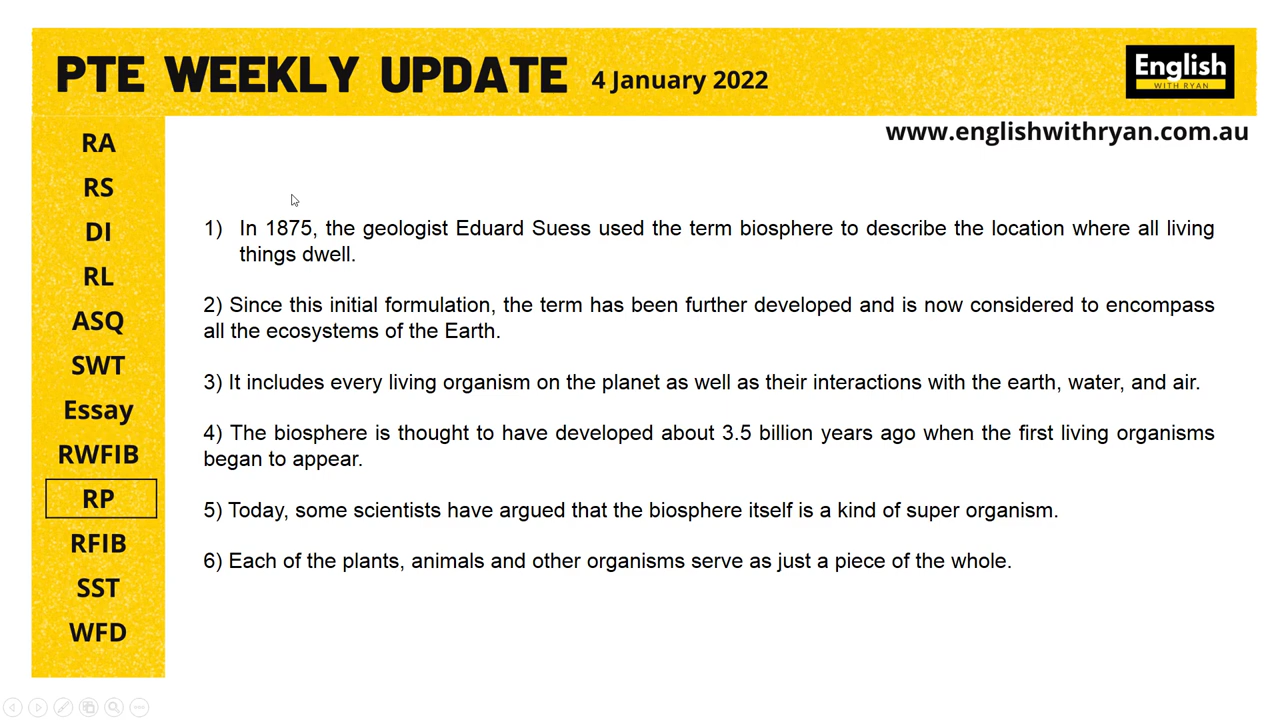 PTE WEEKLY UPDATE 4 January 2022
English
WITH RYAN
www.englishwithryan.com.au
RA
RS
DI
RL
ASQ
SWT
Essay
RWFIB
RP
RFIB
SST
WFD
1) In 1875, the geologist Eduard Suess used the term biosphere to describe the location where all living
things dwell.
2) Since this initial formulation, the term has been further developed and is now considered to encompass
all the ecosystems of the Earth.
3) It includes every living organism on the planet as well as their interactions with the earth, water, and air.
4) The biosphere is thought to have developed about 3.5 billion years ago when the first living organisms
began to appear.
5) Today, some scientists have argued that the biosphere itself is a kind of super organism.
6) Each of the plants, animals and other organisms serve as just a piece of the whole.